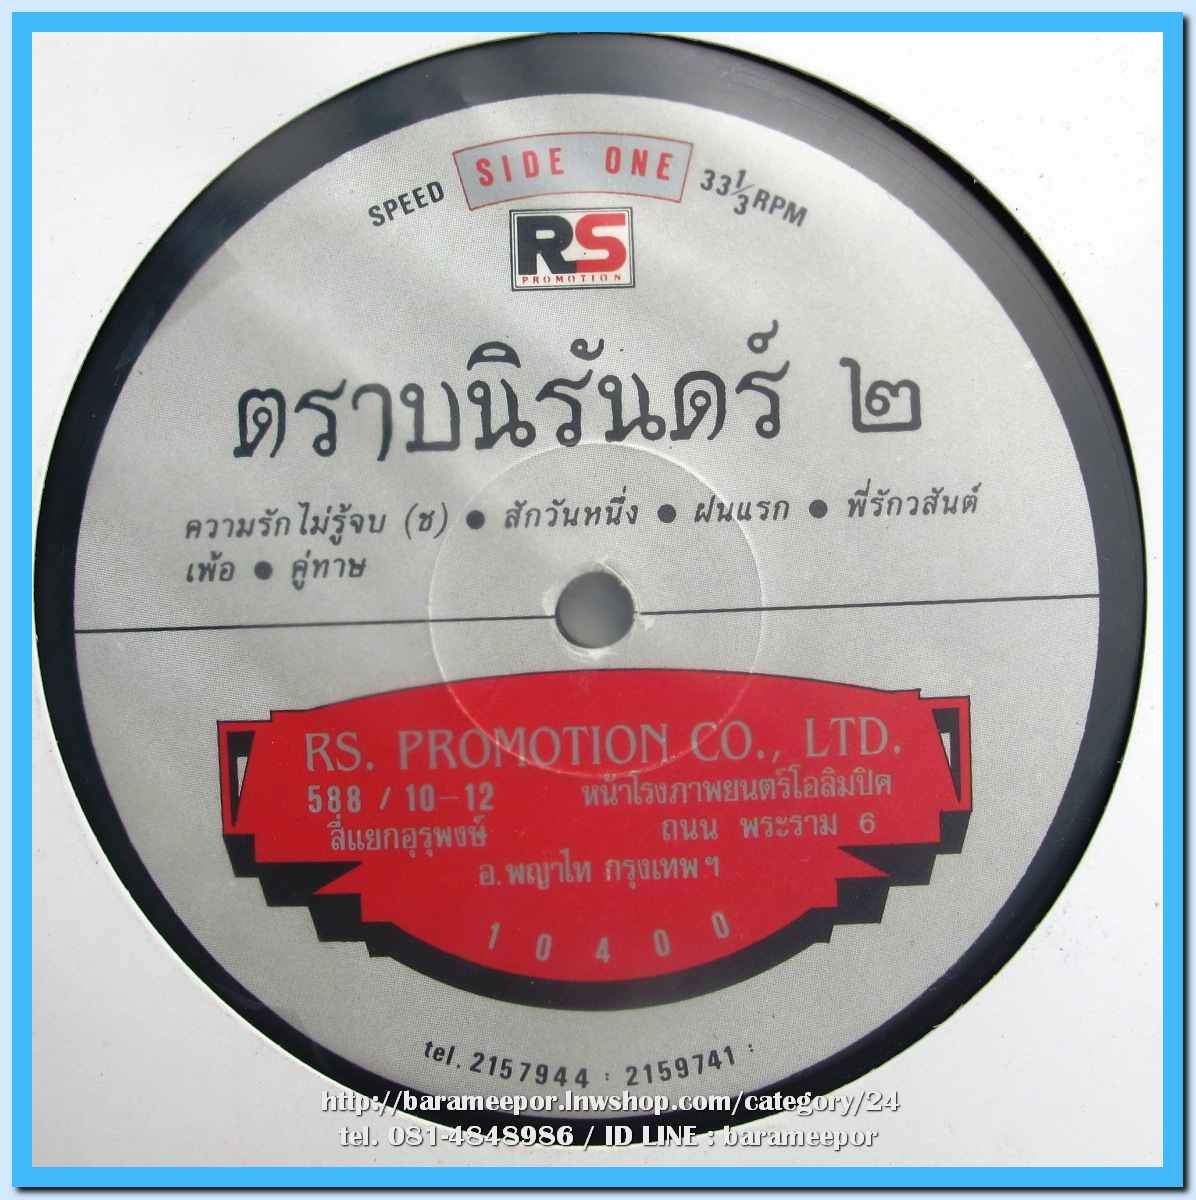 SIDE ONE
SPEED 33 1/3 RPM
RS
PROMOTION
ตราบนิรันดร์ ๒
ความรักไม่รู้จบ (ช) ● สักวันหนึ่ง ● ฝนแรก ● พี่รักวสันต์
เพ้อ ● คู่ทาษ
RS. PROMOTION CO., LTD.
588 / 10-12 หน้าโรงภาพยนตร์โอลิมปิค
สี่แยกอุรุพงษ์ ถนน พระราม 6
อ.พญาไท กรุงเทพฯ
10400
tel. 2157944 : 2159741 :
http://barameepor.lnwshop.com/category/24
tel. 081-4848986 / ID LINE : barameepor